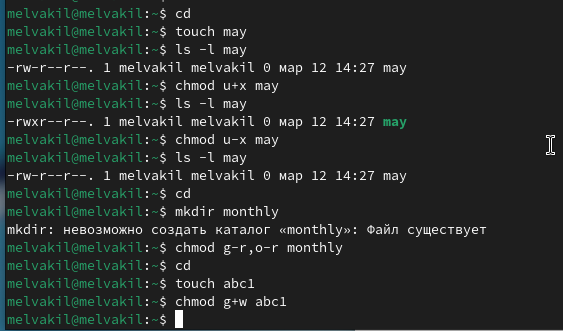 melvakil@melvakil:~$ cd
melvakil@melvakil:~$ touch may
melvakil@melvakil:~$ ls -l may
-rw-r--r--. 1 melvakil melvakil 0 мар 12 14:27 may
melvakil@melvakil:~$ chmod u+x may
melvakil@melvakil:~$ ls -l may
-rwxr--r--. 1 melvakil melvakil 0 мар 12 14:27 may
melvakil@melvakil:~$ chmod u-x may
melvakil@melvakil:~$ ls -l may
-rw-r--r--. 1 melvakil melvakil 0 мар 12 14:27 may
melvakil@melvakil:~$ cd
melvakil@melvakil:~$ mkdir monthly
mkdir: невозможно создать каталог «monthly»: Файл существует
melvakil@melvakil:~$ chmod g-r,o-r monthly
melvakil@melvakil:~$ cd
melvakil@melvakil:~$ touch abc1
melvakil@melvakil:~$ chmod g+w abc1
melvakil@melvakil:~$